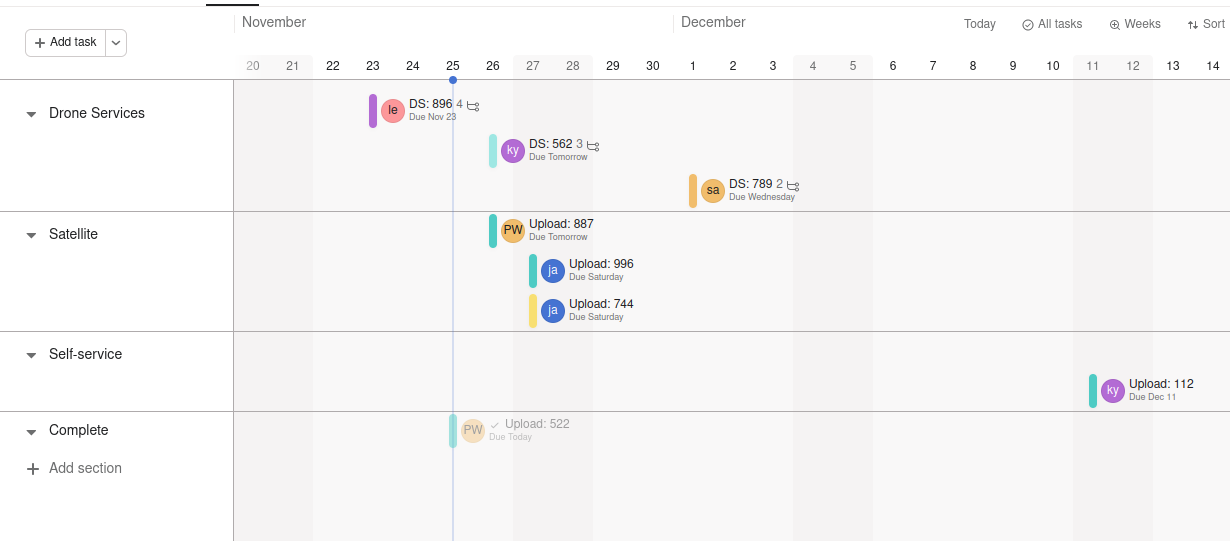 November
December
Add task
Today
All tasks
Weeks
Sort
20 21 22 23 24 25 26 27 28 29 30 1 2 3 4 5 6 7 8 9 10 11 12 13 14
Drone Services
le
DS: 896 4
Due Nov 23
ky
DS: 562 3
Due Tomorrow
sa
DS: 789 2
Due Wednesday
Satellite
PW
Upload: 887
Due Tomorrow
ja
Upload: 996
Due Saturday
ja
Upload: 744
Due Saturday
Self-service
ky
Upload: 112
Due Dec 11
Complete
PW
Upload: 522
Due Today
Add section